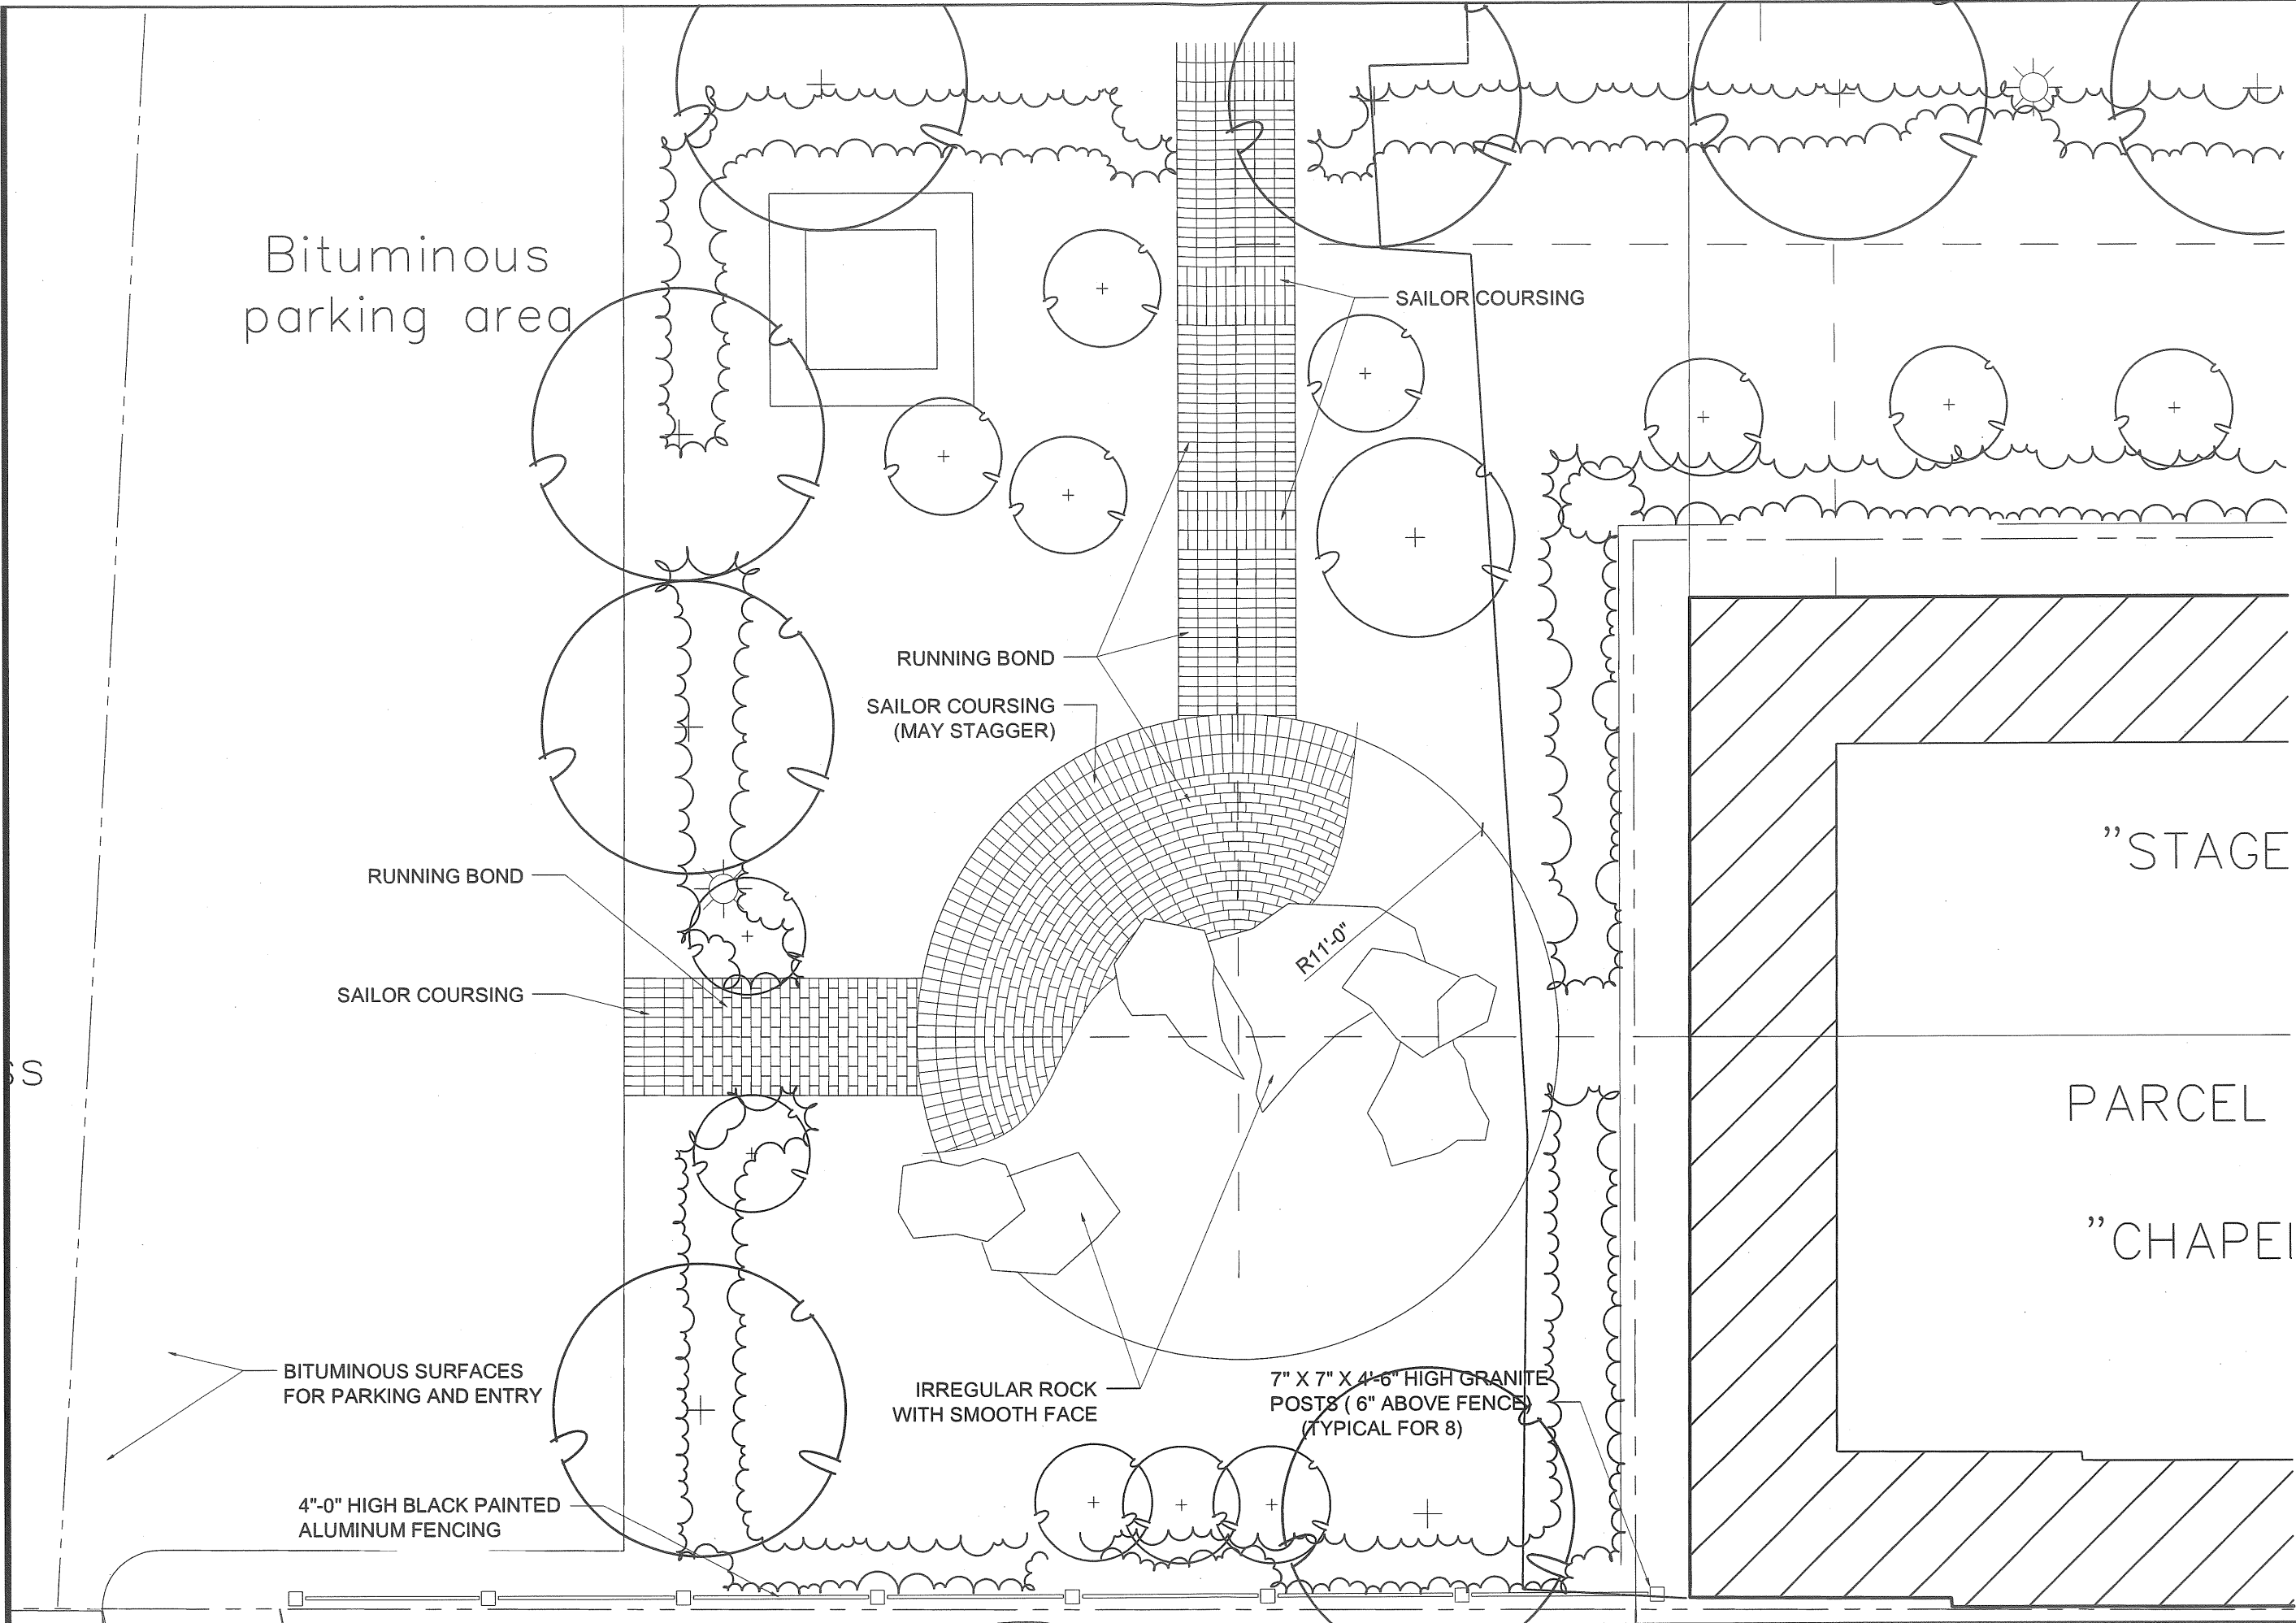 Bituminous
parking area
SAILOR COURSING
RUNNING BOND
SAILOR COURSING
(MAY STAGGER)
"STAGE
RUNNING BOND
R11'-0"
SAILOR COURSING
S
PARCEL
"CHAPEL
BITUMINOUS SURFACES
FOR PARKING AND ENTRY
IRREGULAR ROCK
WITH SMOOTH FACE
7" X 7" X 4'-6" HIGH GRANITE
POSTS ( 6" ABOVE FENCE)
(TYPICAL FOR 8)
4"-0" HIGH BLACK PAINTED
ALUMINUM FENCING